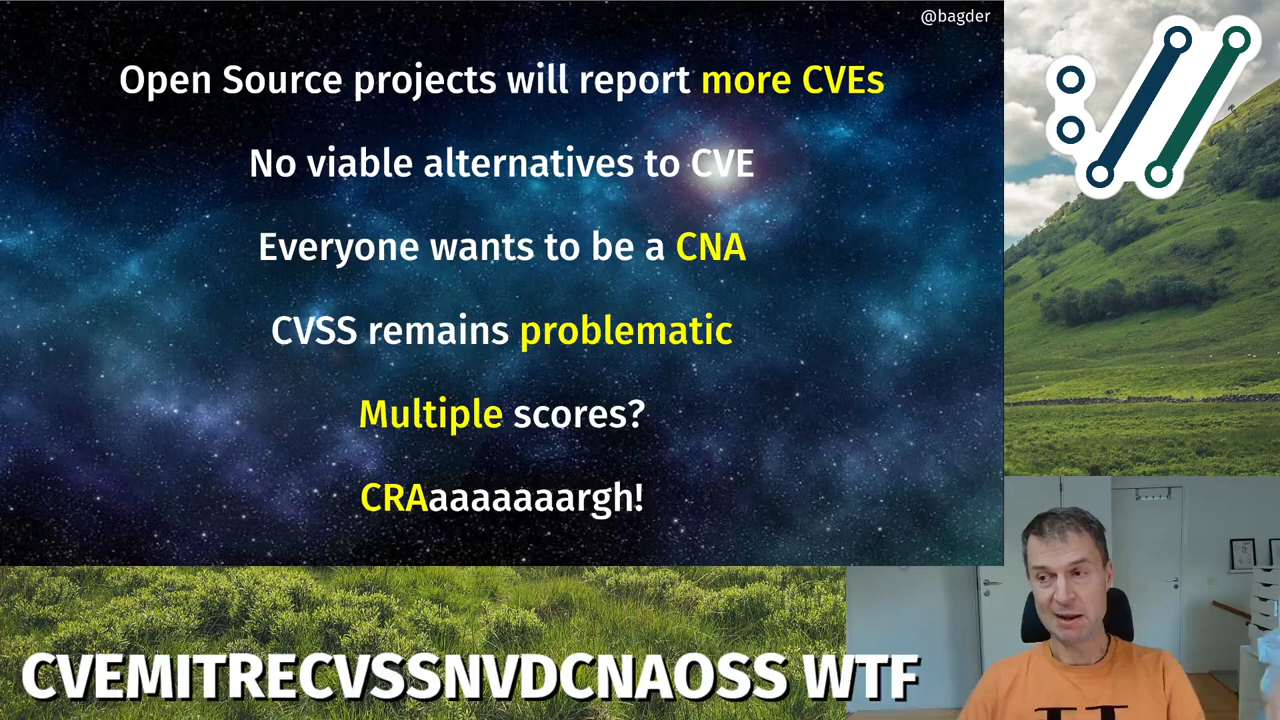 @bagder
Open Source projects will report more CVEs
No viable alternatives to CVE
Everyone wants to be a CNA
CVSS remains problematic
Multiple scores?
CRAaaaaaaargh!
CVEMITRECVSSNVDCNAOSS WTF